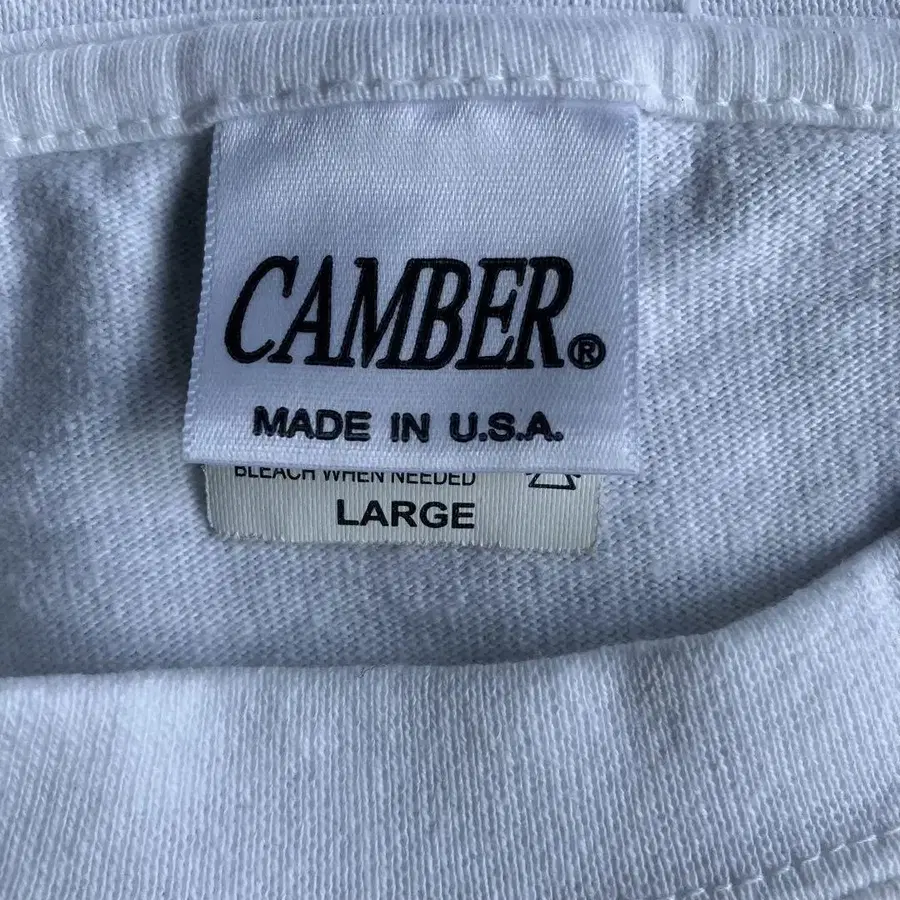 CAMBER®
MADE IN U.S.A.
BLEACH WHEN NEEDED
LARGE